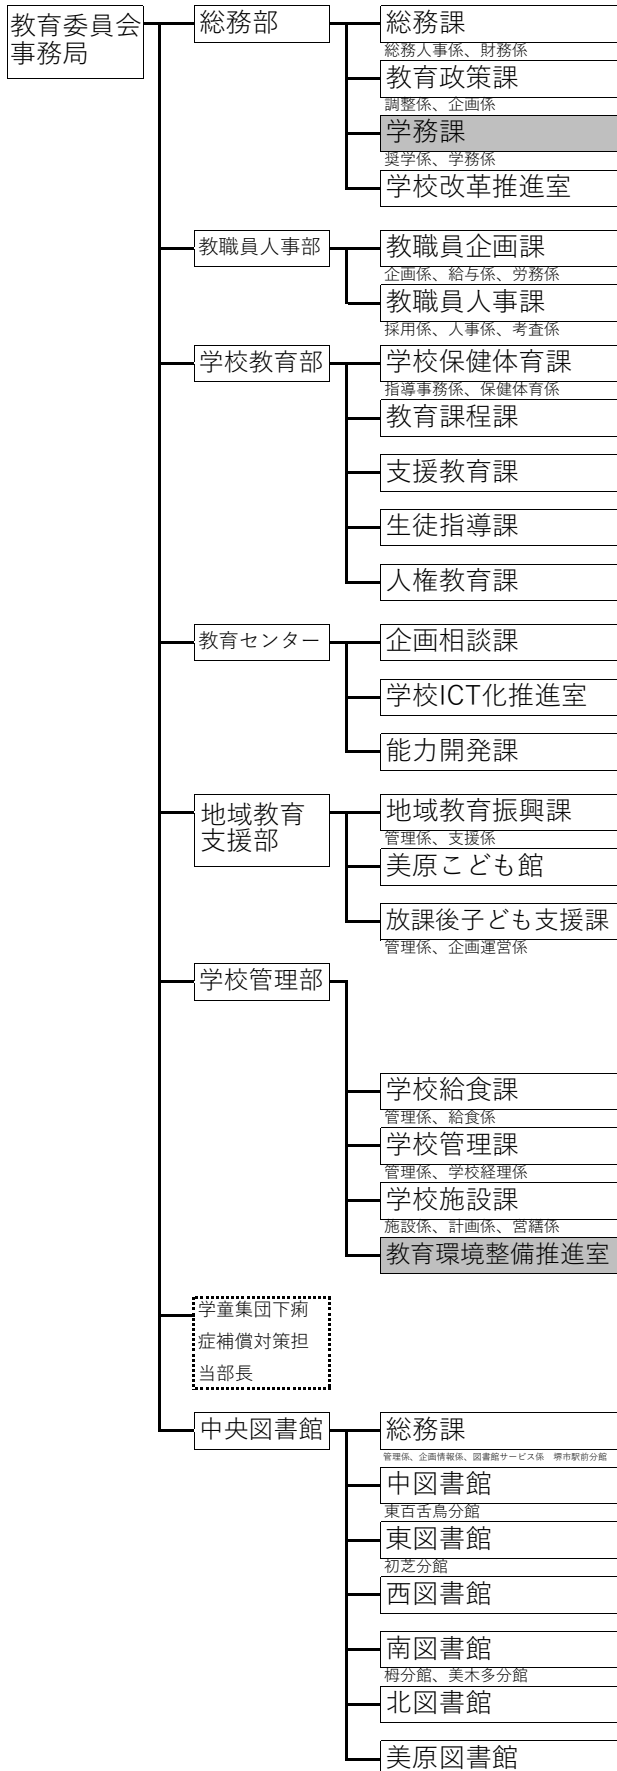 教育委員会
事務局
総務部
総務課
総務人事係、財務係
教育政策課
調整係、企画係
学務課
奨学係、学務係
学校改革推進室
教職員人事部
教職員企画課
企画係、給与係、労務係
教職員人事課
採用係、人事係、考査係
学校教育部
学校保健体育課
指導事務係、保健体育係
教育課程課
支援教育課
生徒指導課
人権教育課
教育センター
企画相談課
学校ICT化推進室
能力開発課
地域教育
支援部
地域教育振興課
管理係、支援係
美原こども館
放課後子ども支援課
管理係、企画運営係
学校管理部
学校給食課
管理係、給食係
学校管理課
管理係、学校経理係
学校施設課
施設係、計画係、営繕係
教育環境整備推進室
学童集団下痢
症補償対策担
当部長
中央図書館
総務課
管理係、企画情報係、図書館サービス係　堺市駅前分館
中図書館
東百舌鳥分館
東図書館
初芝分館
西図書館
南図書館
栂分館、美木多分館
北図書館
美原図書館